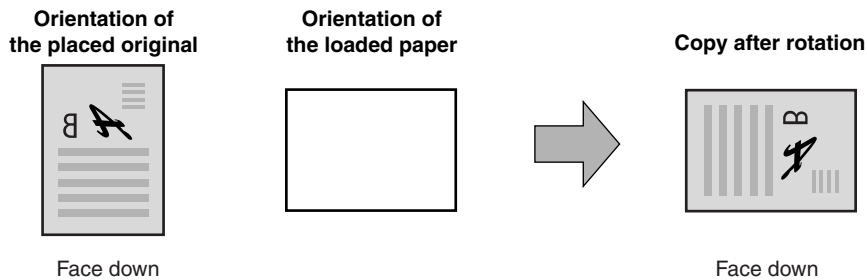 Orientation of
the placed original
Orientation of
the loaded paper
Copy after rotation
B A
B
A
Face down
Face down